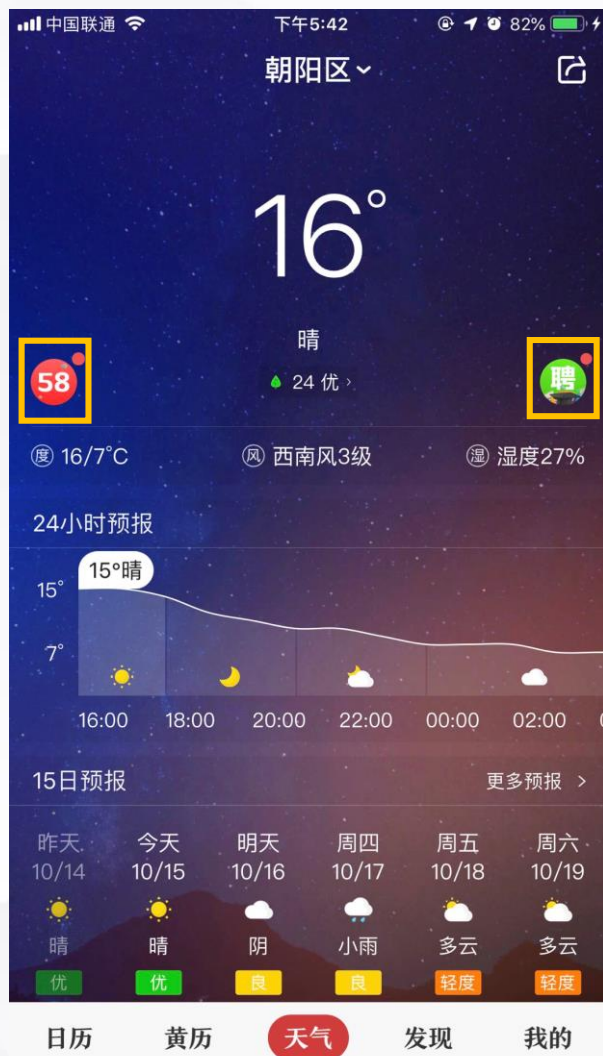 中国联通 下午5:42 82%
朝阳区
16°
晴
58 24 优 > 聘
度 16/7°C 风 西南风3级 湿 湿度27%
24小时预报
15°晴
15°
7°
16:00 18:00 20:00 22:00 00:00 02:00
15日预报 更多预报 >
昨天 今天 明天 周四 周五 周六
10/14 10/15 10/16 10/17 10/18 10/19
晴 晴 阴 小雨 多云 多云
优 优 良 良 轻度 轻度
日历 黄历 天气 发现 我的